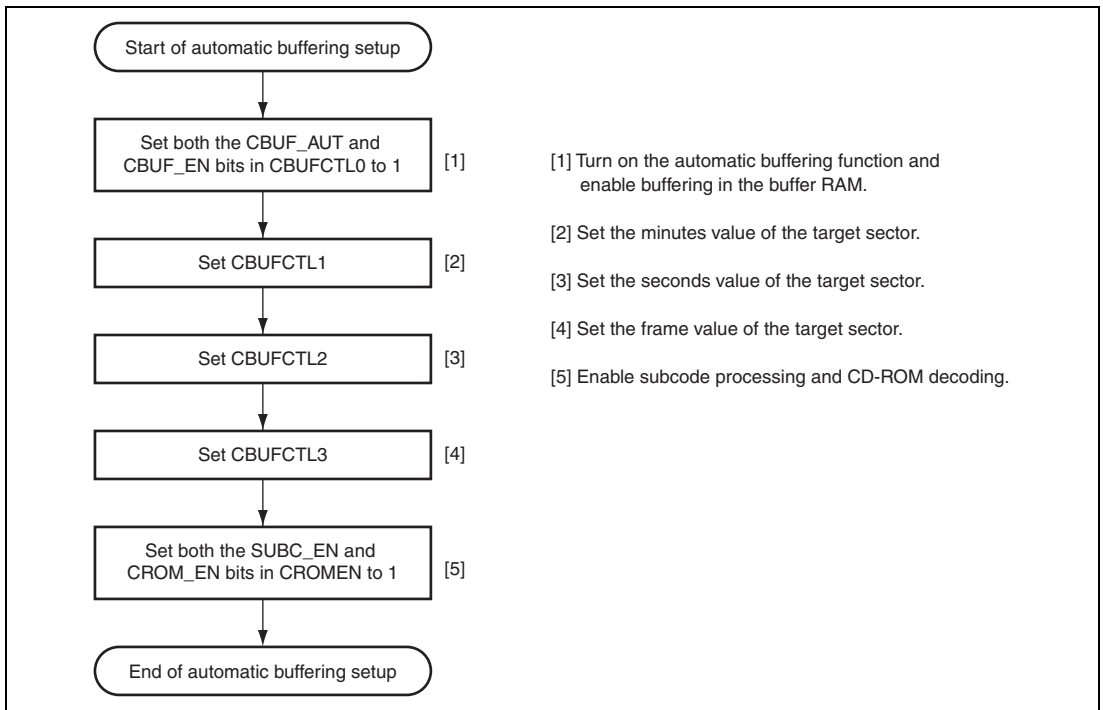 Start of automatic buffering setup
Set both the CBUF_AUT and
CBUF_EN bits in CBUFCTL0 to 1
[1]
Set CBUFCTL1
[2]
Set CBUFCTL2
[3]
Set CBUFCTL3
[4]
Set both the SUBC_EN and
CROM_EN bits in CROMEN to 1
[5]
End of automatic buffering setup
[1] Turn on the automatic buffering function and
enable buffering in the buffer RAM.
[2] Set the minutes value of the target sector.
[3] Set the seconds value of the target sector.
[4] Set the frame value of the target sector.
[5] Enable subcode processing and CD-ROM decoding.